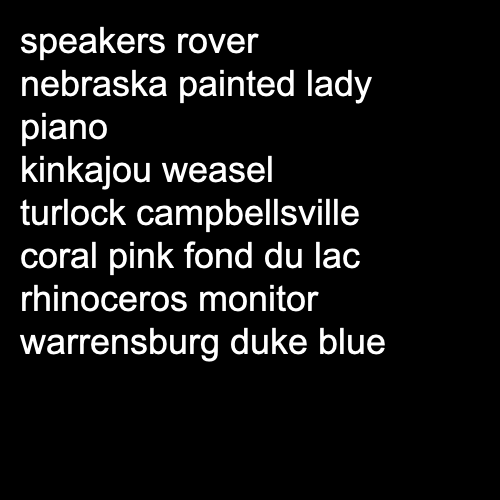 speakers rover
nebraska painted lady
piano
kinkajou weasel
turlock campbellsville
coral pink fond du lac
rhinoceros monitor
warrensburg duke blue